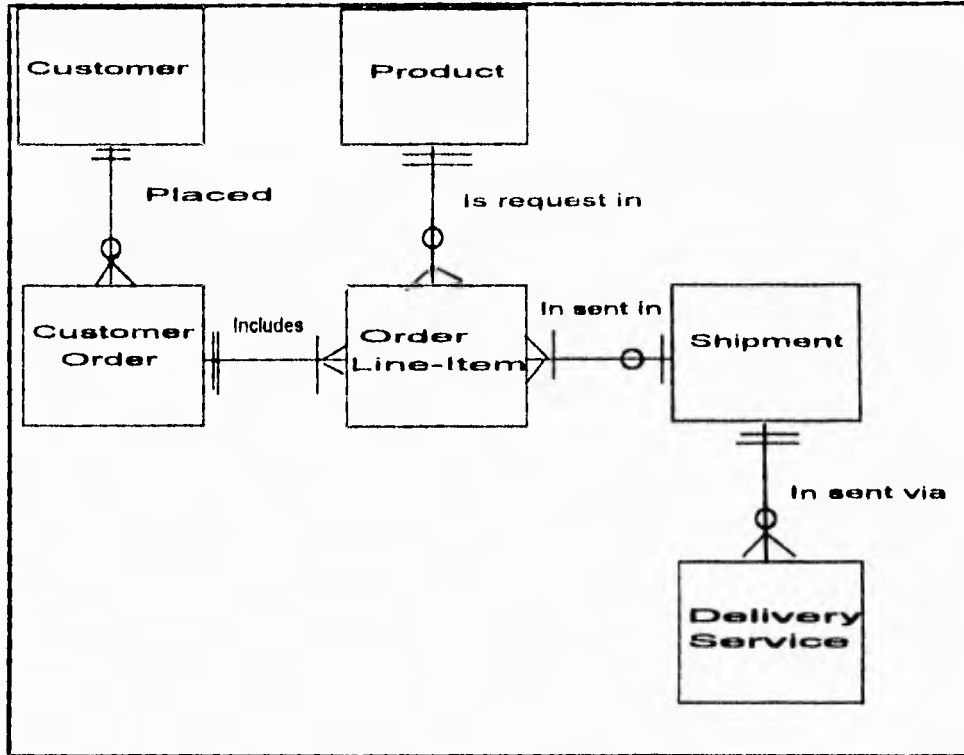 Customer
Product
Placed
Is request in
Customer
Order
Includes
Order
Line-Item
In sent in
Shipment
In sent via
Delivery
Service